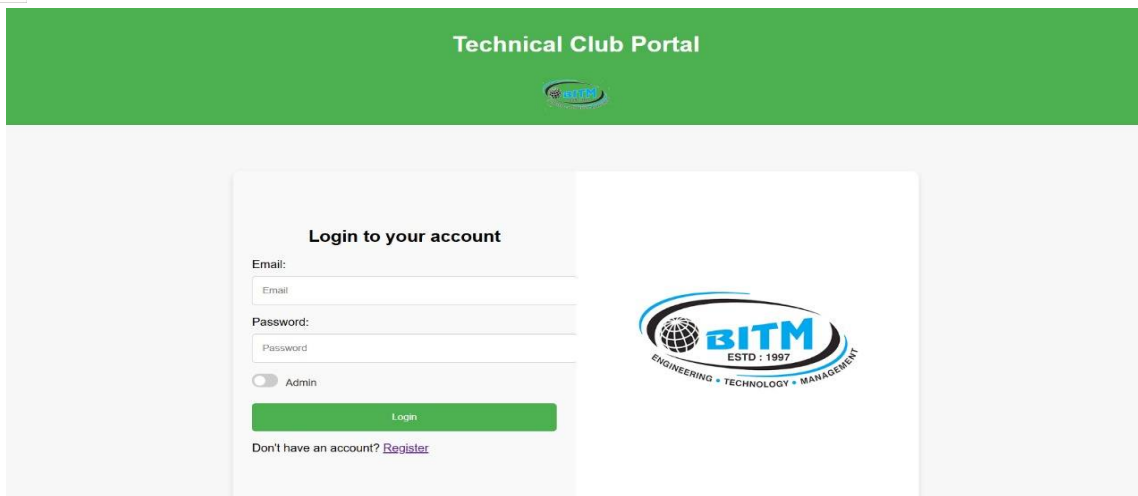 Technical Club Portal
BITM
Login to your account
Email:
Email
Password:
Password
Admin
Login
Don't have an account? Register
BITM
ESTD : 1997
ENGINEERING • TECHNOLOGY • MANAGEMENT